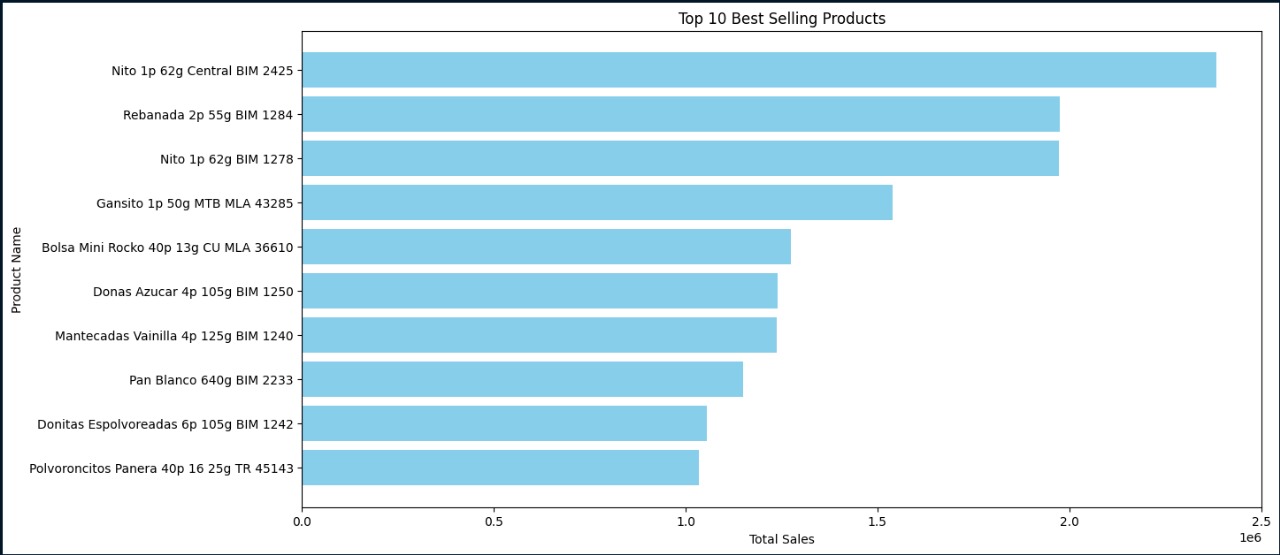 Top 10 Best Selling Products
Product Name
Nito 1p 62g Central BIM 2425
Rebanada 2p 55g BIM 1284
Nito 1p 62g BIM 1278
Gansito 1p 50g MTB MLA 43285
Bolsa Mini Rocko 40p 13g CU MLA 36610
Donas Azucar 4p 105g BIM 1250
Mantecadas Vainilla 4p 125g BIM 1240
Pan Blanco 640g BIM 2233
Donitas Espolvoreadas 6p 105g BIM 1242
Polvoroncitos Panera 40p 16 25g TR 45143
0.0 0.5 1.0 1.5 2.0 2.5
1e6
Total Sales